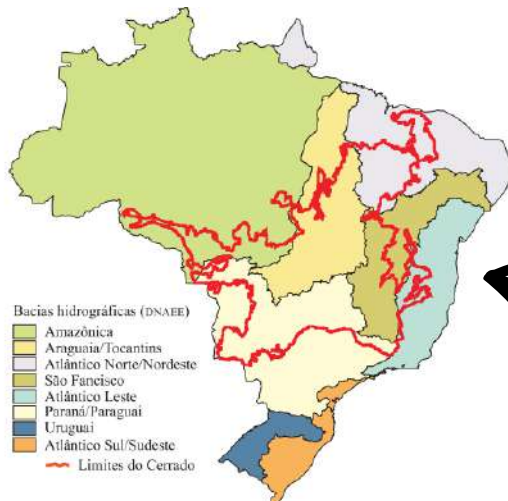 Bacias hidrográficas (DNAEE)
Amazônica
Araguaia/Tocantins
Atlântico Norte/Nordeste
São Fancisco
Atlântico Leste
Paraná/Paraguai
Uruguai
Atlântico Sul/Sudeste
Limites do Cerrado